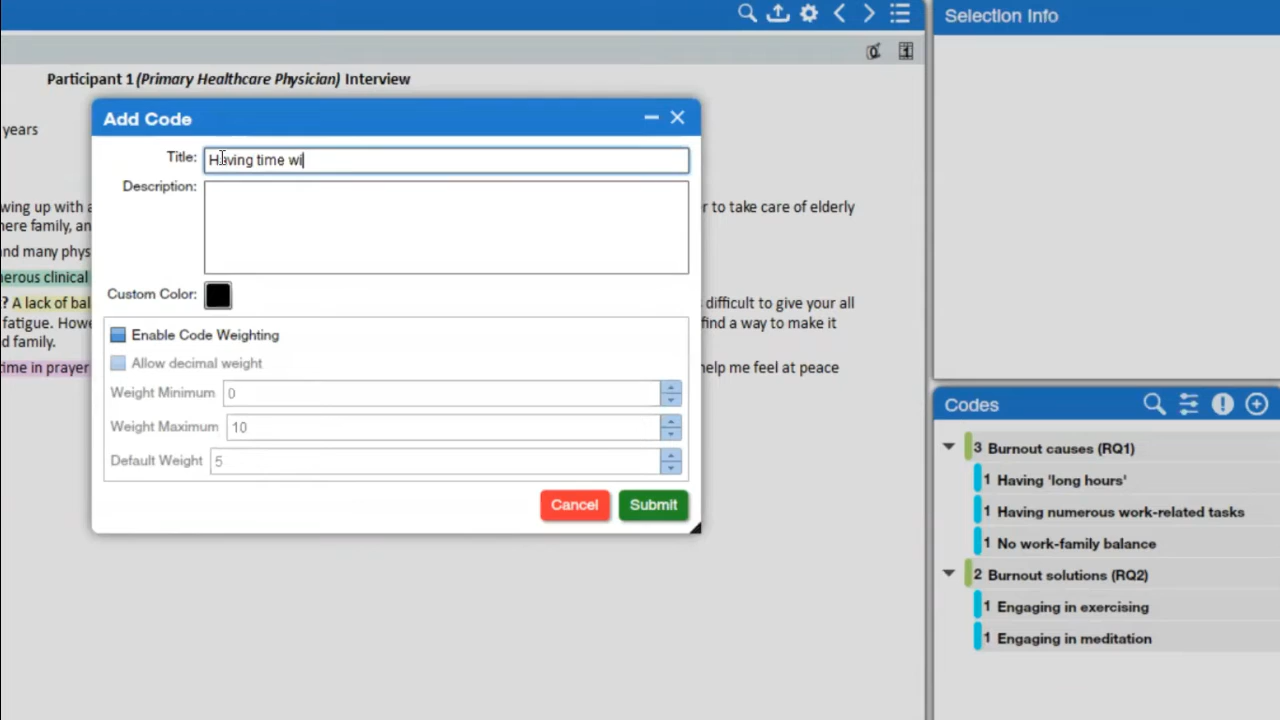 Selection Info
Participant 1 (Primary Healthcare Physician) Interview
years
Add Code
Title: Having time wi
Description:
wing up with a
r to take care of elderly
here family, an
and many phys
erous clinical
Custom Color:
? A lack of bal
s difficult to give your all
fatigue. Howe
find a way to make it
d family.
Enable Code Weighting
Allow decimal weight
time in prayer
help me feel at peace
Weight Minimum 0
Weight Maximum 10
Default Weight 5
Cancel Submit
Codes
3 Burnout causes (RQ1)
1 Having 'long hours'
1 Having numerous work-related tasks
1 No work-family balance
2 Burnout solutions (RQ2)
1 Engaging in exercising
1 Engaging in meditation